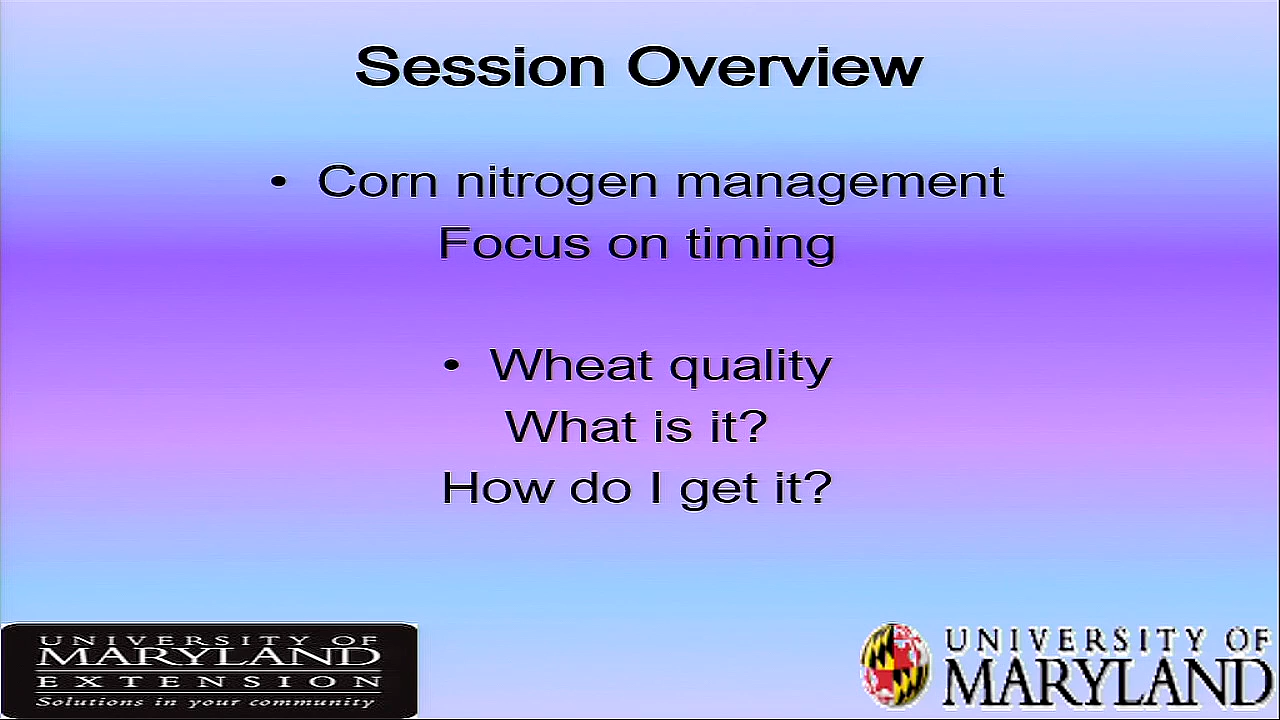 Session Overview
• Corn nitrogen management
Focus on timing
• Wheat quality
What is it?
How do I get it?
UNIVERSITY OF
MARYLAND
EXTENSION
Solutions in your community
UNIVERSITY OF
MARYLAND